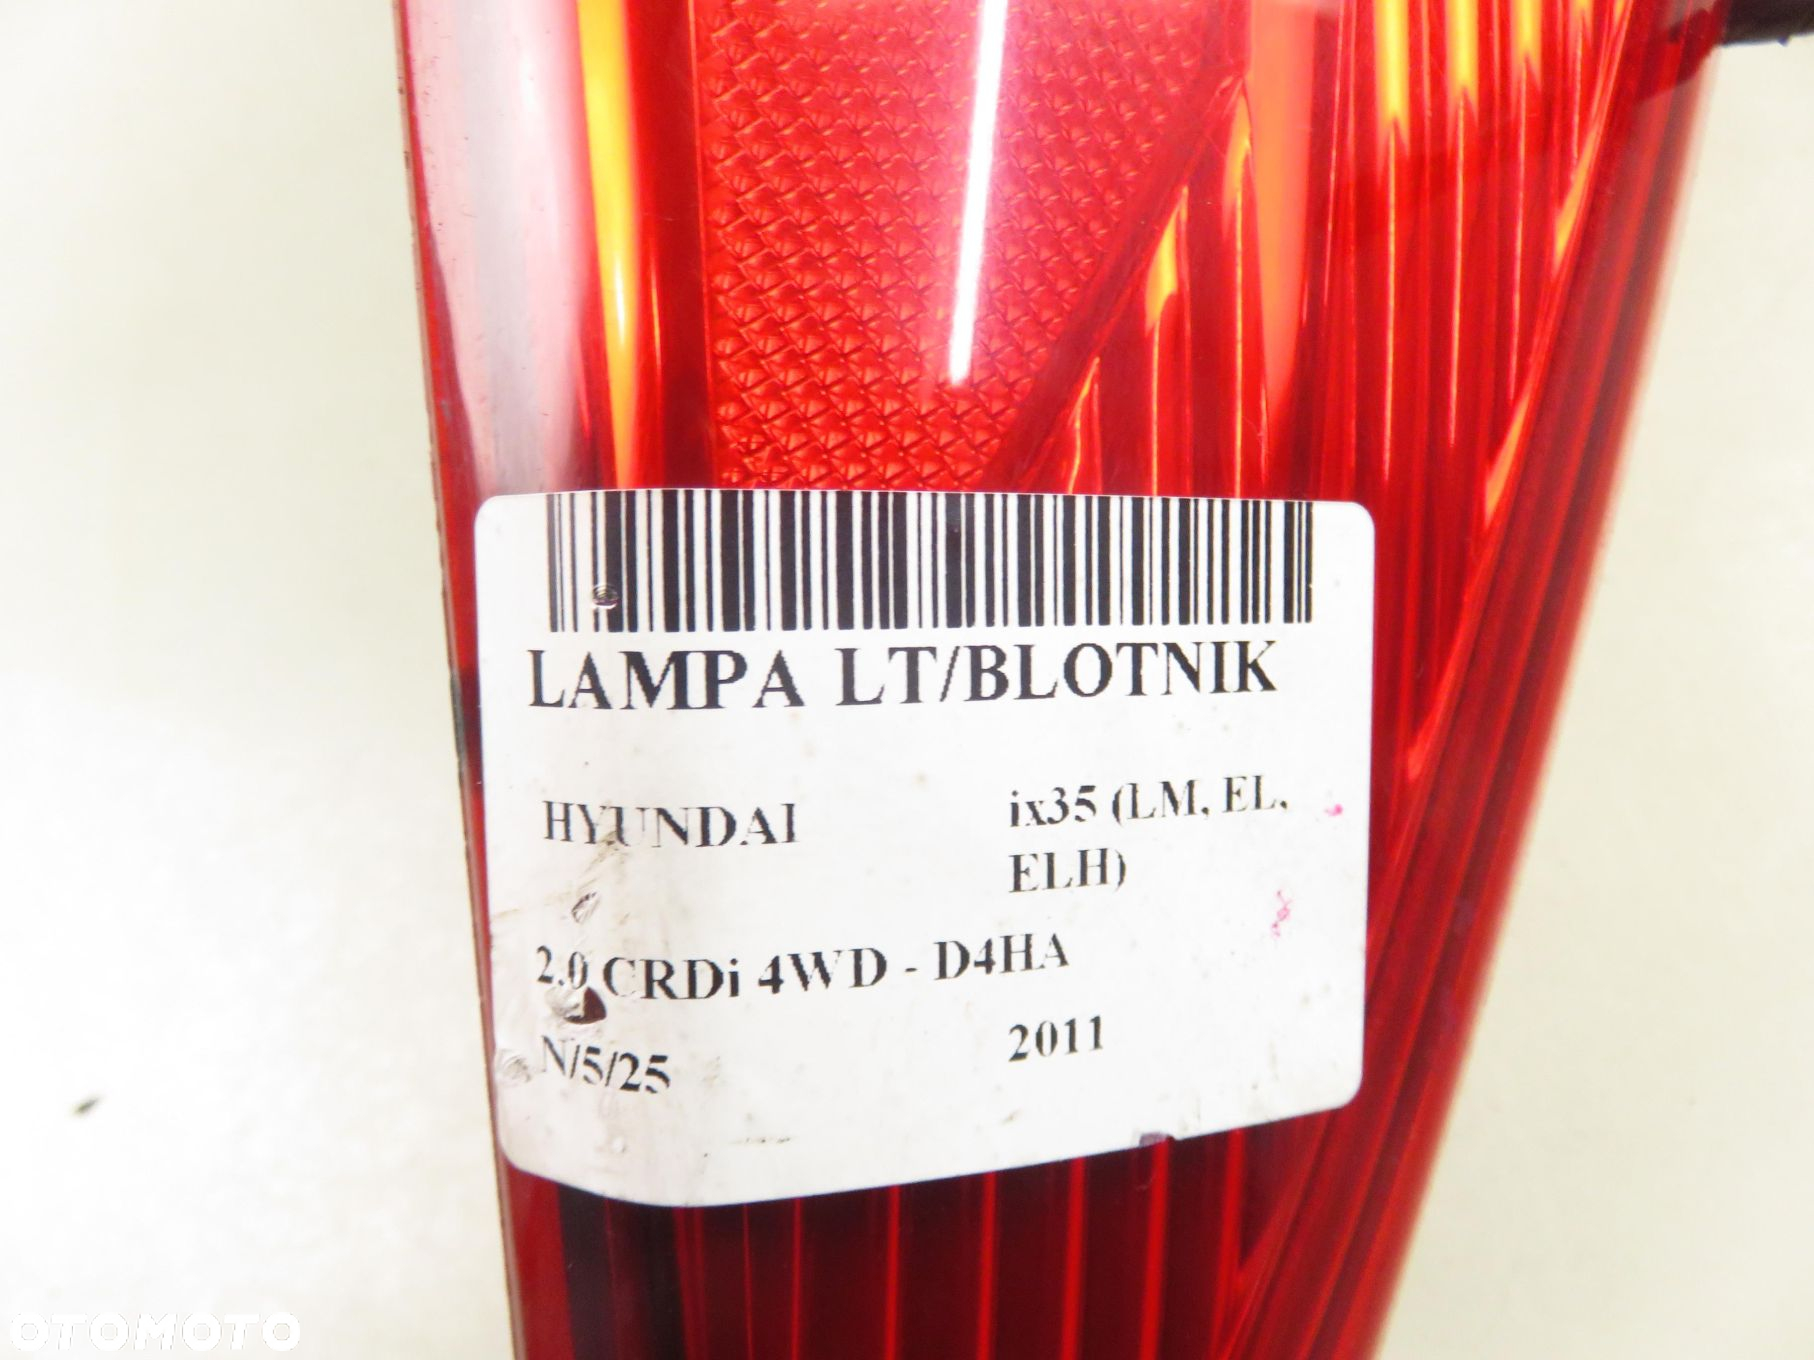 LAMPA LT/BLOTNIK
HYUNDAI
ix35 (LM, EL,
ELH)
2.0 CRDi 4WD - D4HA
N/5/25
2011
OTOMOTO